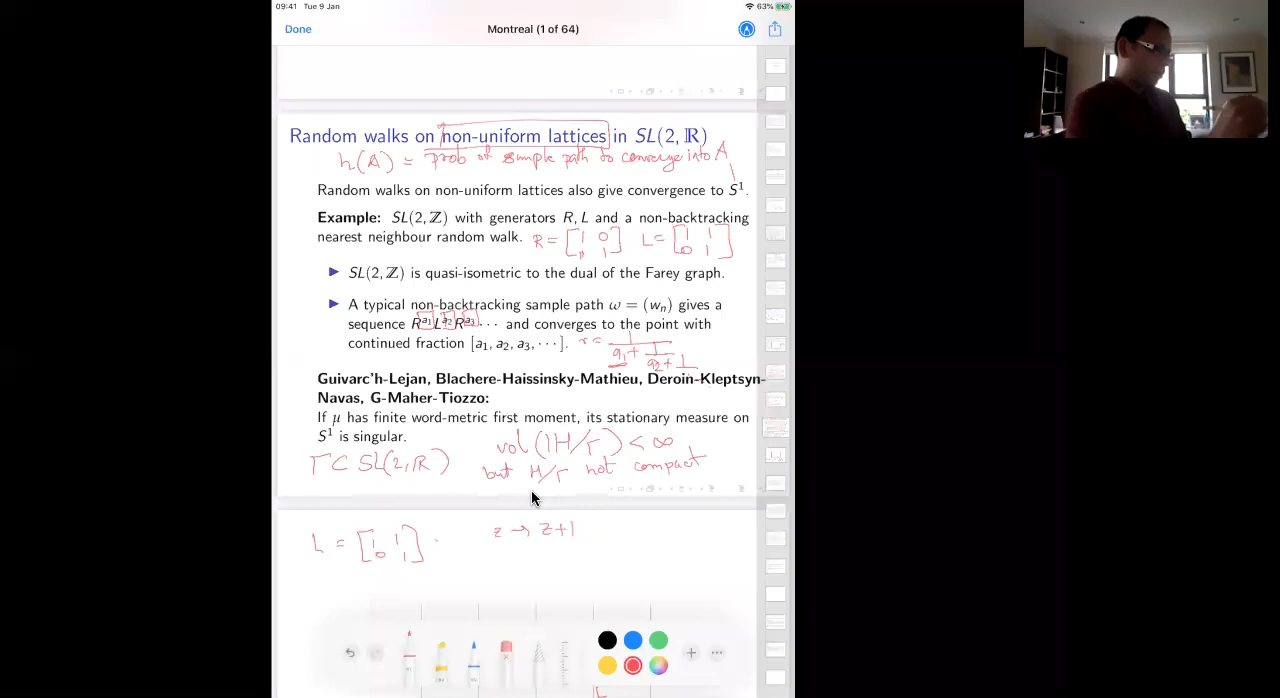 09:41 Tue 9 Jan
63%
Done
Montreal (1 of 64)
Random walks on non-uniform lattices in SL(2, ℝ)
h(A) = prob of sample path to converge into A
Random walks on non-uniform lattices also give convergence to S¹.
Example: SL(2, ℤ) with generators R, L and a non-backtracking
nearest neighbour random walk. R = [1 0 1 1] L = [1 1 0 1]
▶ SL(2, ℤ) is quasi-isometric to the dual of the Farey graph.
▶ A typical non-backtracking sample path ω = (wₙ) gives a
sequence Rᵃ¹Lᵃ²Rᵃ³ ⋯ and converges to the point with
continued fraction [a₁, a₂, a₃, ⋯]. r = 1/(a₁ + 1/(a₂ + 1
Guivarc'h-Lejan, Blachere-Haissinsky-Mathieu, Deroin-Kleptsyn-
Navas, G-Maher-Tiozzo:
If μ has finite word-metric first moment, its stationary measure on
S¹ is singular.
vol (ℍ/Γ) < ∞
Γ ⊂ SL(2, ℝ)
but ℍ/Γ not compact
L = [1 1 0 1]
z → z+1